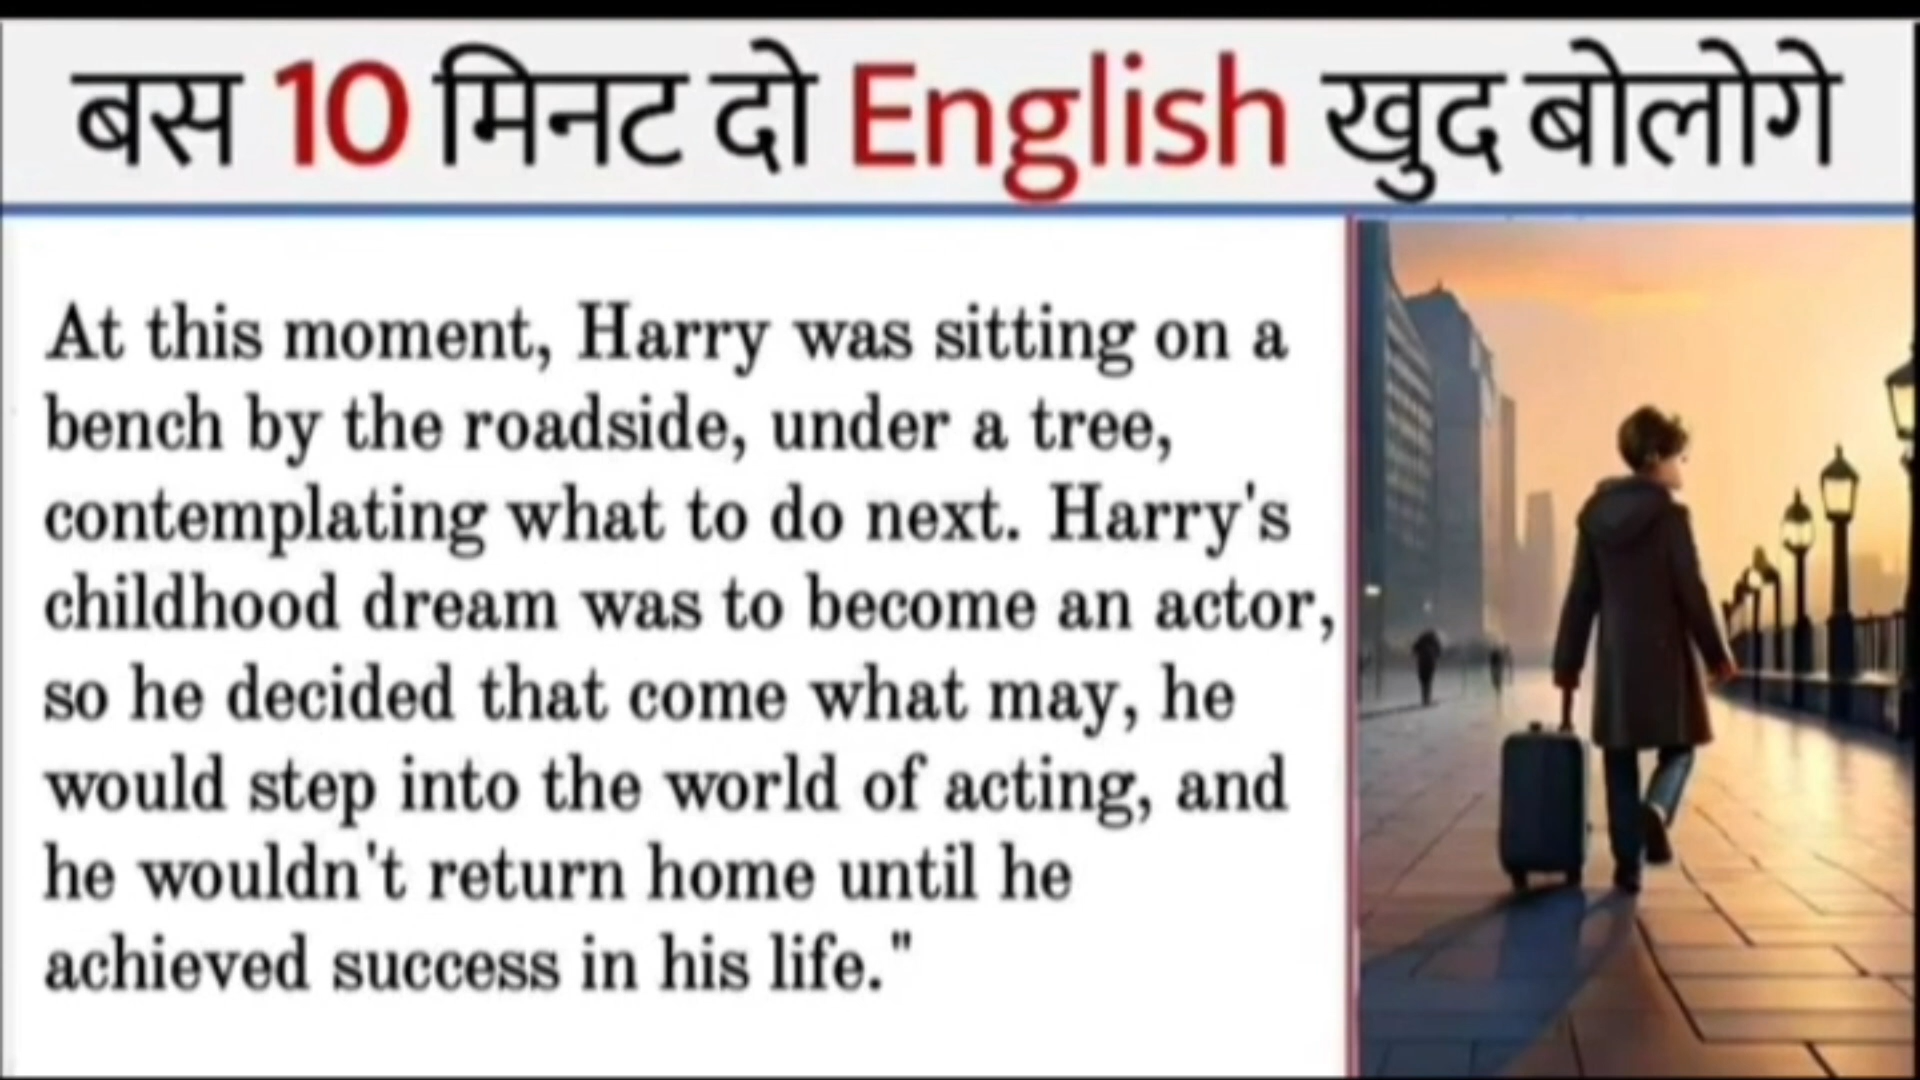 बस 10 मिनट दो English खुद बोलोगे
At this moment, Harry was sitting on a
bench by the roadside, under a tree,
contemplating what to do next. Harry's
childhood dream was to become an actor,
so he decided that come what may, he
would step into the world of acting, and
he wouldn't return home until he
achieved success in his life."